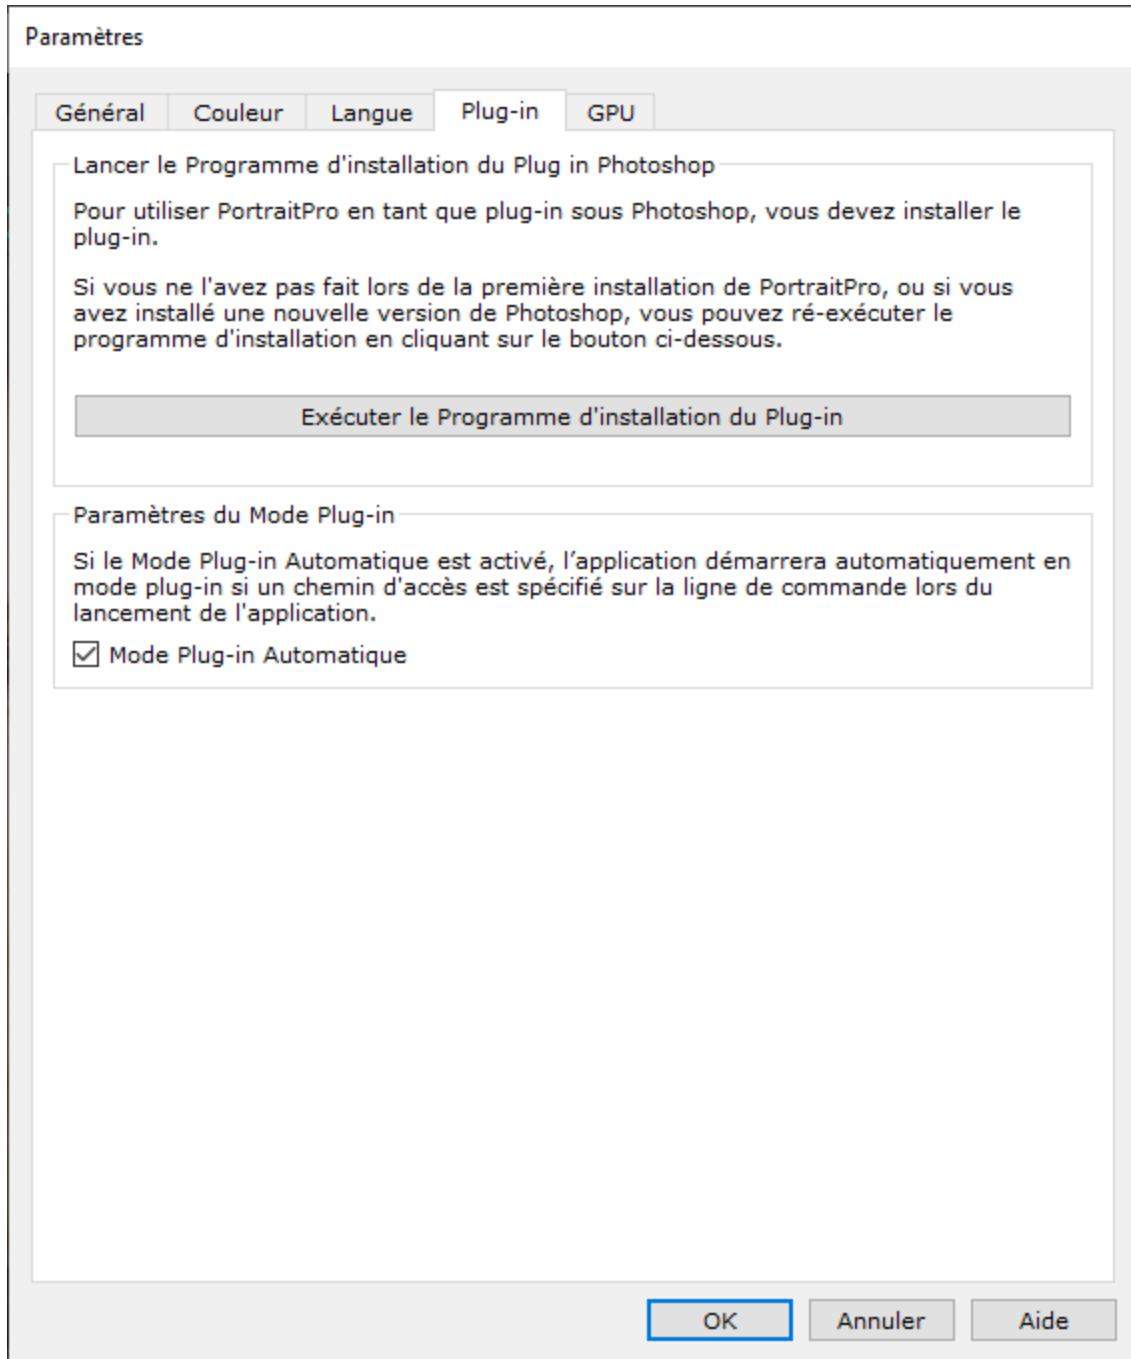 Paramètres
Général
Couleur
Langue
Plug-in
GPU
Lancer le Programme d'installation du Plug in Photoshop
Pour utiliser PortraitPro en tant que plug-in sous Photoshop, vous devez installer le
plug-in.
Si vous ne l'avez pas fait lors de la première installation de PortraitPro, ou si vous
avez installé une nouvelle version de Photoshop, vous pouvez ré-exécuter le
programme d'installation en cliquant sur le bouton ci-dessous.
Exécuter le Programme d'installation du Plug-in
Paramètres du Mode Plug-in
Si le Mode Plug-in Automatique est activé, l’application démarrera automatiquement en
mode plug-in si un chemin d'accès est spécifié sur la ligne de commande lors du
lancement de l'application.
Mode Plug-in Automatique
OK
Annuler
Aide